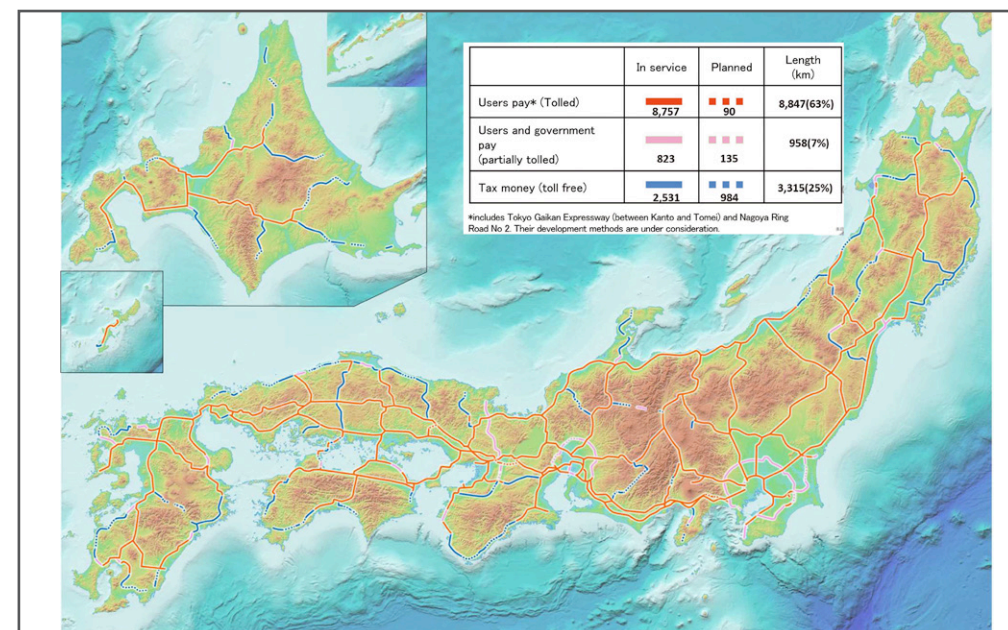 In service Planned Length
(km)
Users pay* (Tolled) 8,757 90 8,847(63%)
Users and government
pay
(partially tolled) 823 135 958(7%)
Tax money (toll free) 2,531 984 3,315(25%)
*includes Tokyo Gaikan Expressway (between Kanto and Tomei) and Nagoya Ring
Road No 2. Their development methods are under consideration.